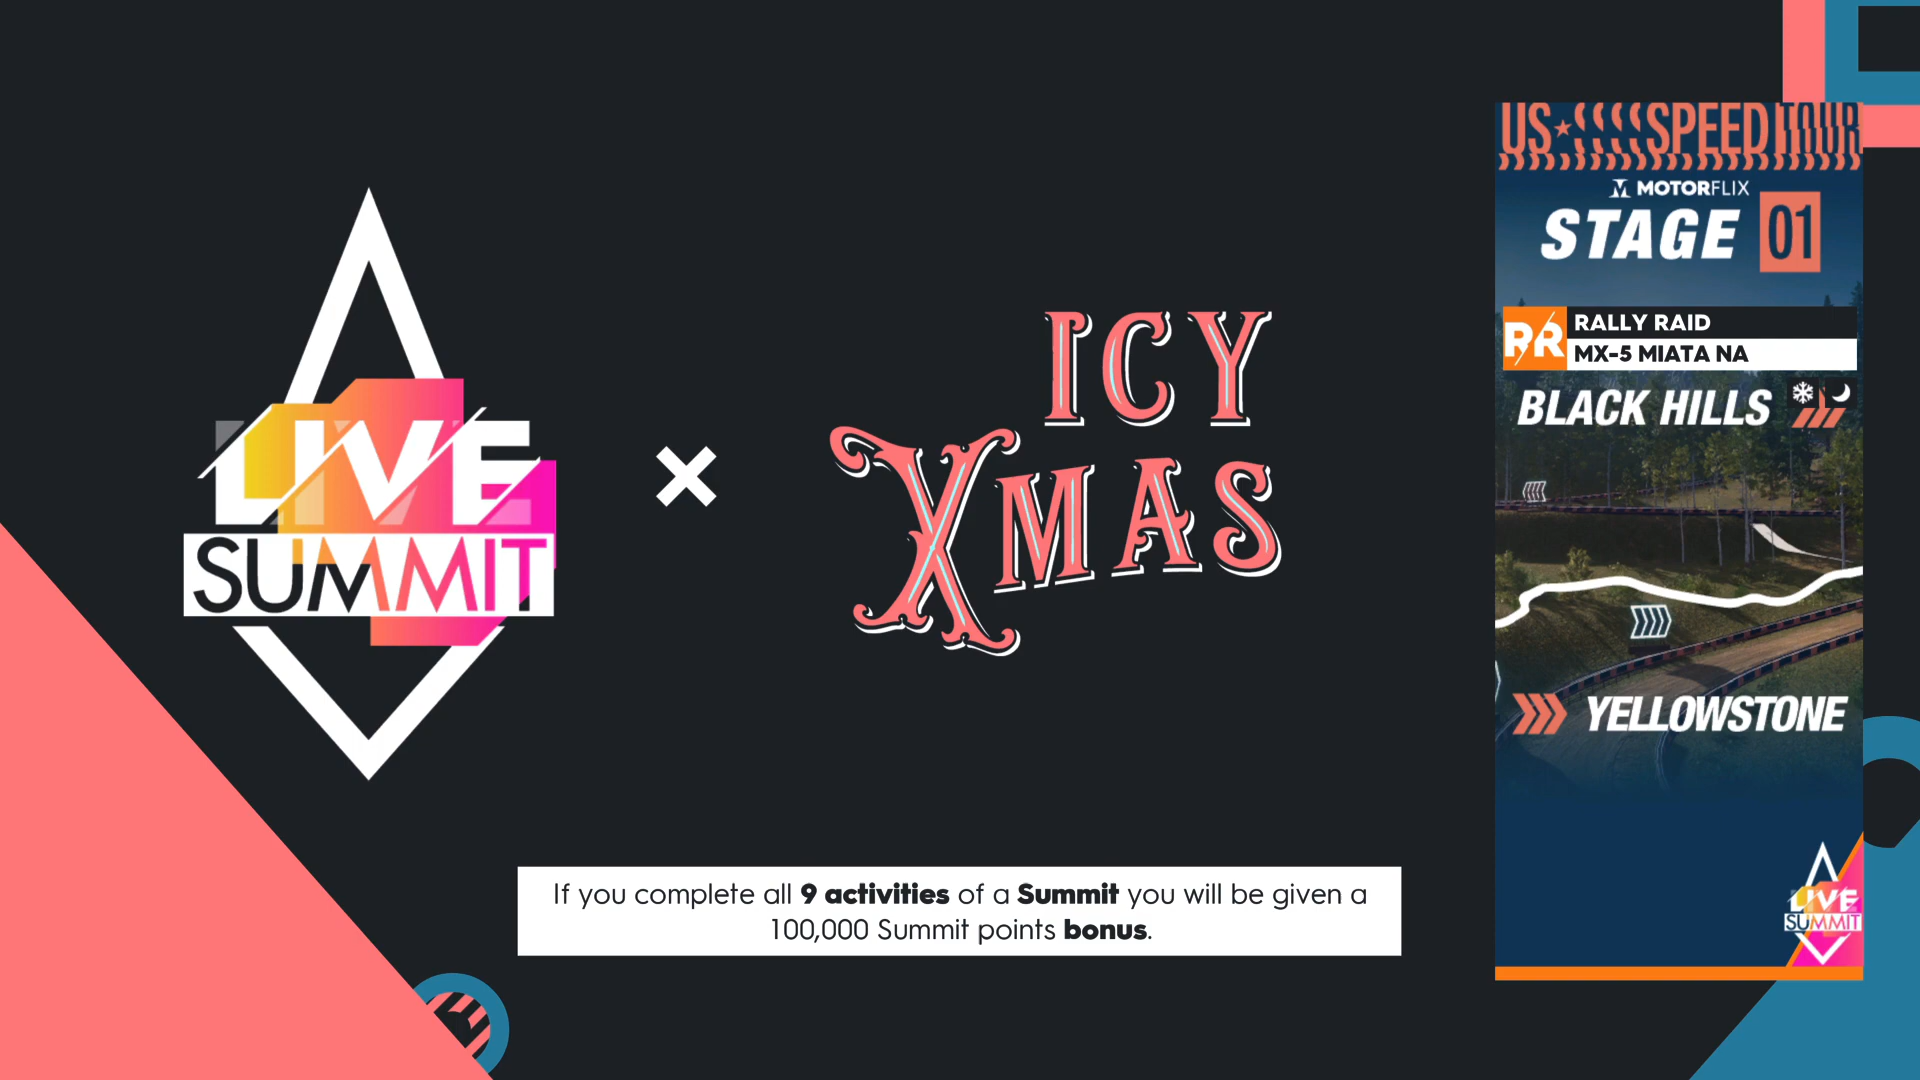 LIVE
SUMMIT
×
ICY
XMAS
US SPEED TOUR
MOTORFLIX
STAGE 01
RR
RALLY RAID
MX-5 MIATA NA
BLACK HILLS
YELLOWSTONE
LIVE
SUMMIT
If you complete all 9 activities of a Summit you will be given a
100,000 Summit points bonus.